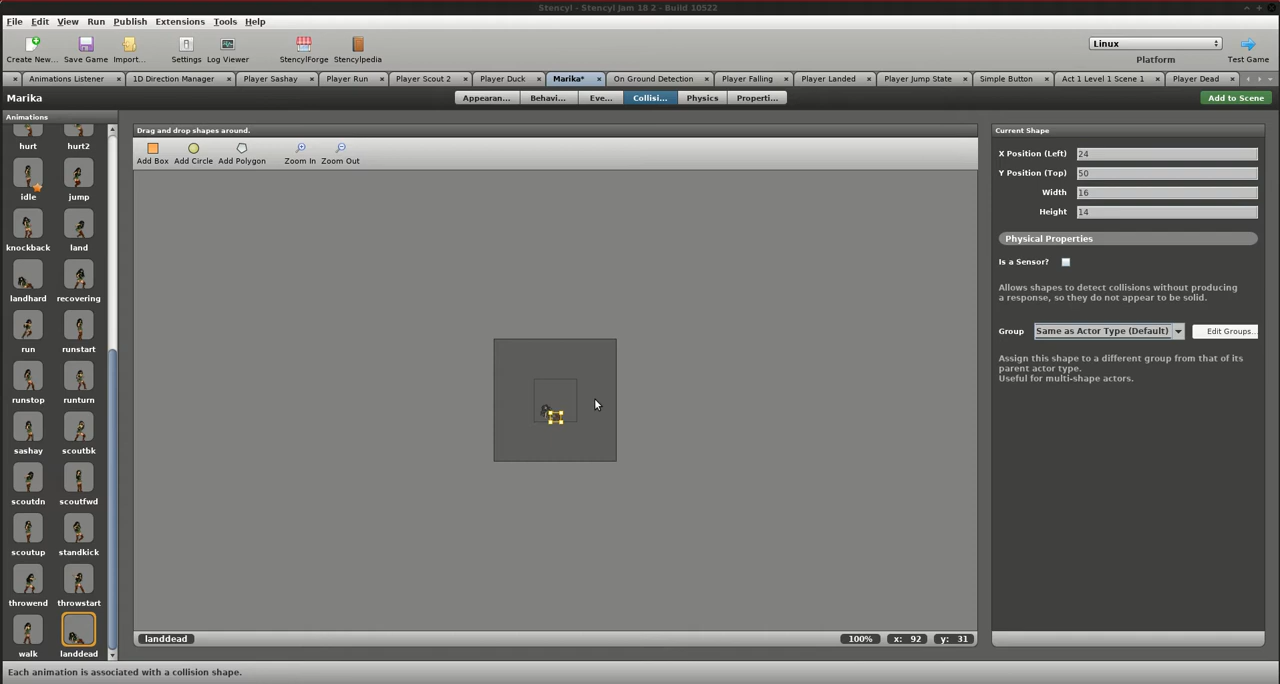 Stencyl - Stencyl Jam 18 2 - Build 10522
File Edit View Run Publish Extensions Tools Help
Create New... Save Game Import... Settings Log Viewer StencylForge Stencylpedia Linux Platform Test Game
Animations Listener 1D Direction Manager Player Sashay Player Run Player Scout 2 Player Duck Marika* On Ground Detection Player Falling Player Landed Player Jump State Simple Button Act 1 Level 1 Scene 1 Player Dead
Marika Appearan... Behavi... Eve... Collisi... Physics Properti... Add to Scene
Animations
hurt hurt2
idle jump
knockback land
landhard recovering
run runstart
runstop runturn
sashay scoutbk
scoutdn scoutfwd
scoutup standkick
throwend throwstart
walk landdead
Drag and drop shapes around.
Add Box Add Circle Add Polygon Zoom In Zoom Out
landdead 100% x: 92 y: 31
Current Shape
X Position (Left) 24
Y Position (Top) 50
Width 16
Height 14
Physical Properties
Is a Sensor?
Allows shapes to detect collisions without producing
a response, so they do not appear to be solid.
Group Same as Actor Type (Default) Edit Groups...
Assign this shape to a different group from that of its
parent actor type.
Useful for multi-shape actors.
Each animation is associated with a collision shape.